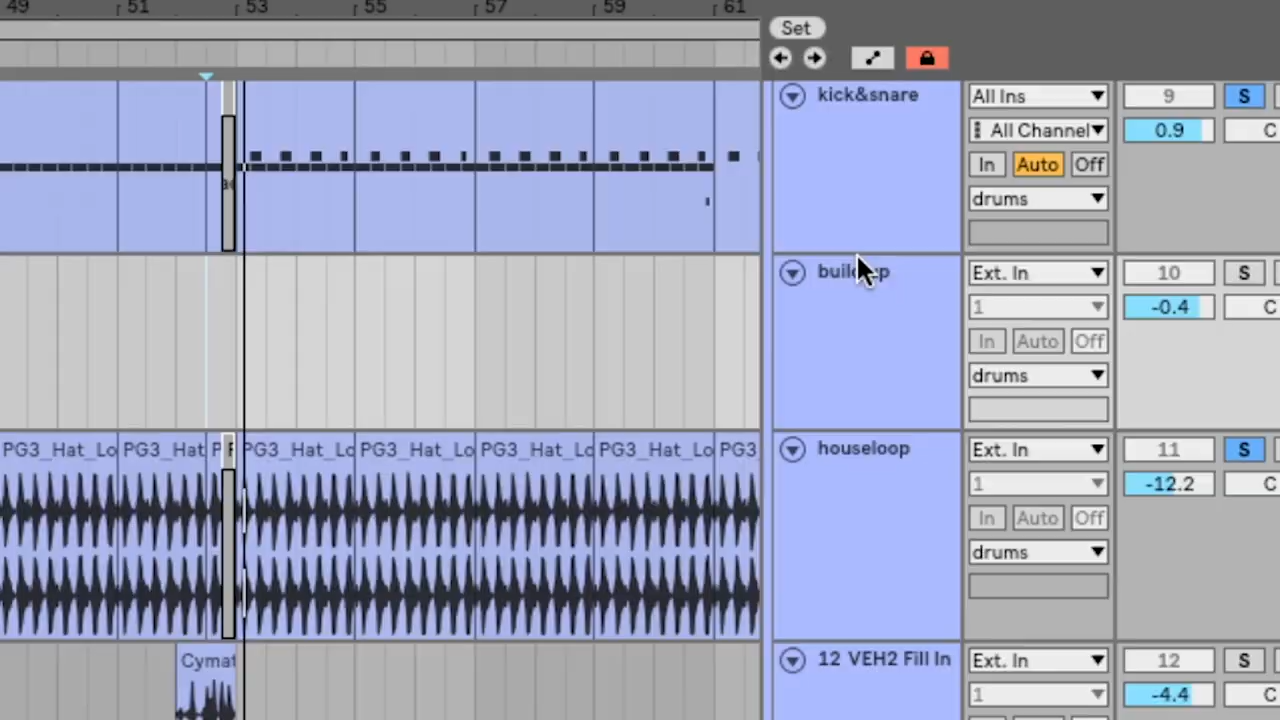 49 51 53 55 57 59 61
Set
kick&snare All Ins 9 S
All Channel 0.9 C
In Auto Off
drums
Ext. In 10 S
1 -0.4 C
In Auto Off
drums
PG3_Hat_Lo PG3_Hat P F PG3_Hat_Lo PG3_Hat_Lo PG3_Hat_Lo PG3_Hat_Lo PG3 houseloop Ext. In 11 S
1 -12.2 C
In Auto Off
drums
Cymat 12 VEH2 Fill In Ext. In 12 S
1 -4.4 C